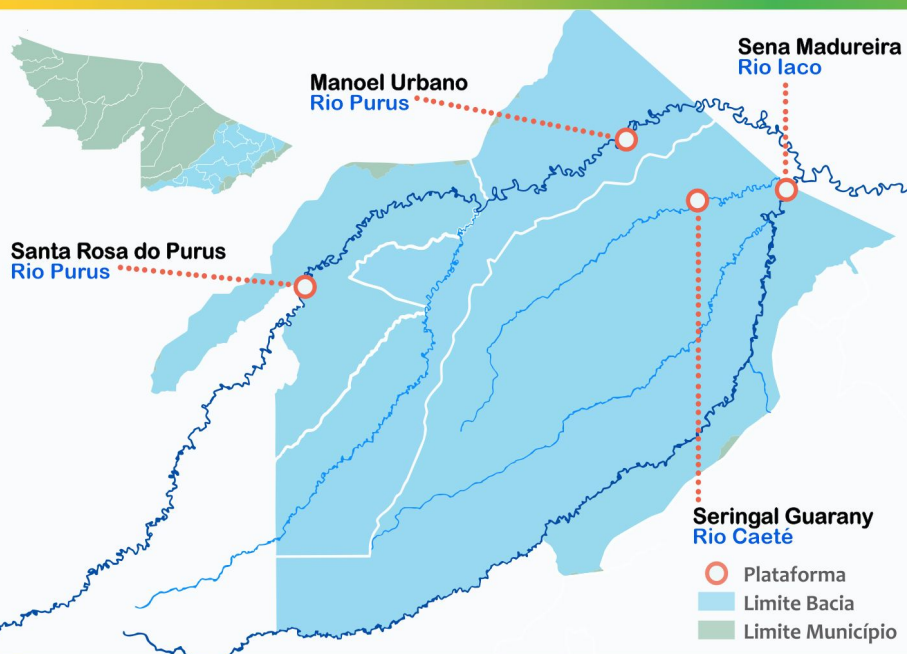 Sena Madureira
Rio Iaco
Manoel Urbano
Rio Purus
Santa Rosa do Purus
Rio Purus
Seringal Guarany
Rio Caeté
Plataforma
Limite Bacia
Limite Município